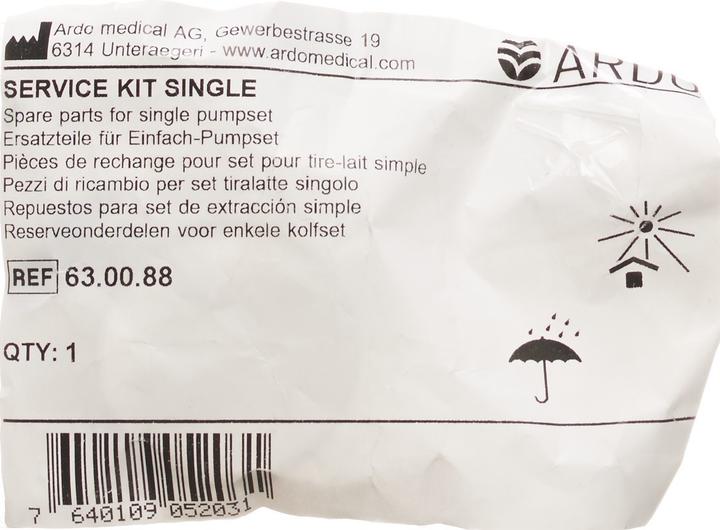 Ardo medical AG, Gewerbestrasse 19
6314 Unteraegeri - www.ardomedical.com
ARDO
SERVICE KIT SINGLE
Spare parts for single pumpset
Ersatzteile für Einfach-Pumpset
Pièces de rechange pour set pour tire-lait simple
Pezzi di ricambio per set tiralatte singolo
Repuestos para set de extracción simple
Reserveonderdelen voor enkele kolfset
REF 63.00.88
QTY: 1
7 640109 052031